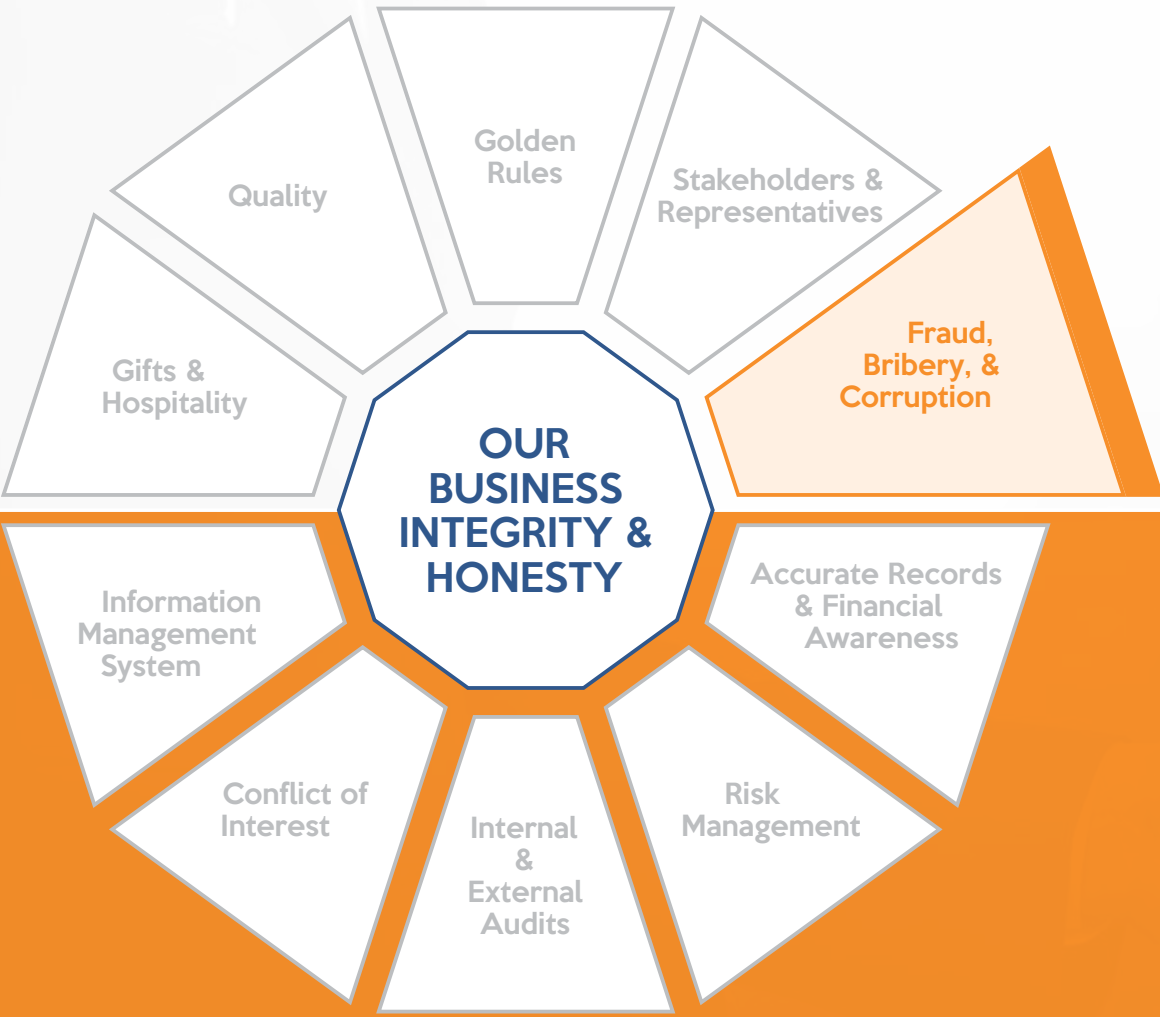 Golden
Rules
Stakeholders &
Representatives
Fraud,
Bribery, &
Corruption
Accurate Records
& Financial
Awareness
Risk
Management
Internal
&
External
Audits
Conflict of
Interest
Information
Management
System
Gifts &
Hospitality
Quality
OUR
BUSINESS
INTEGRITY &
HONESTY